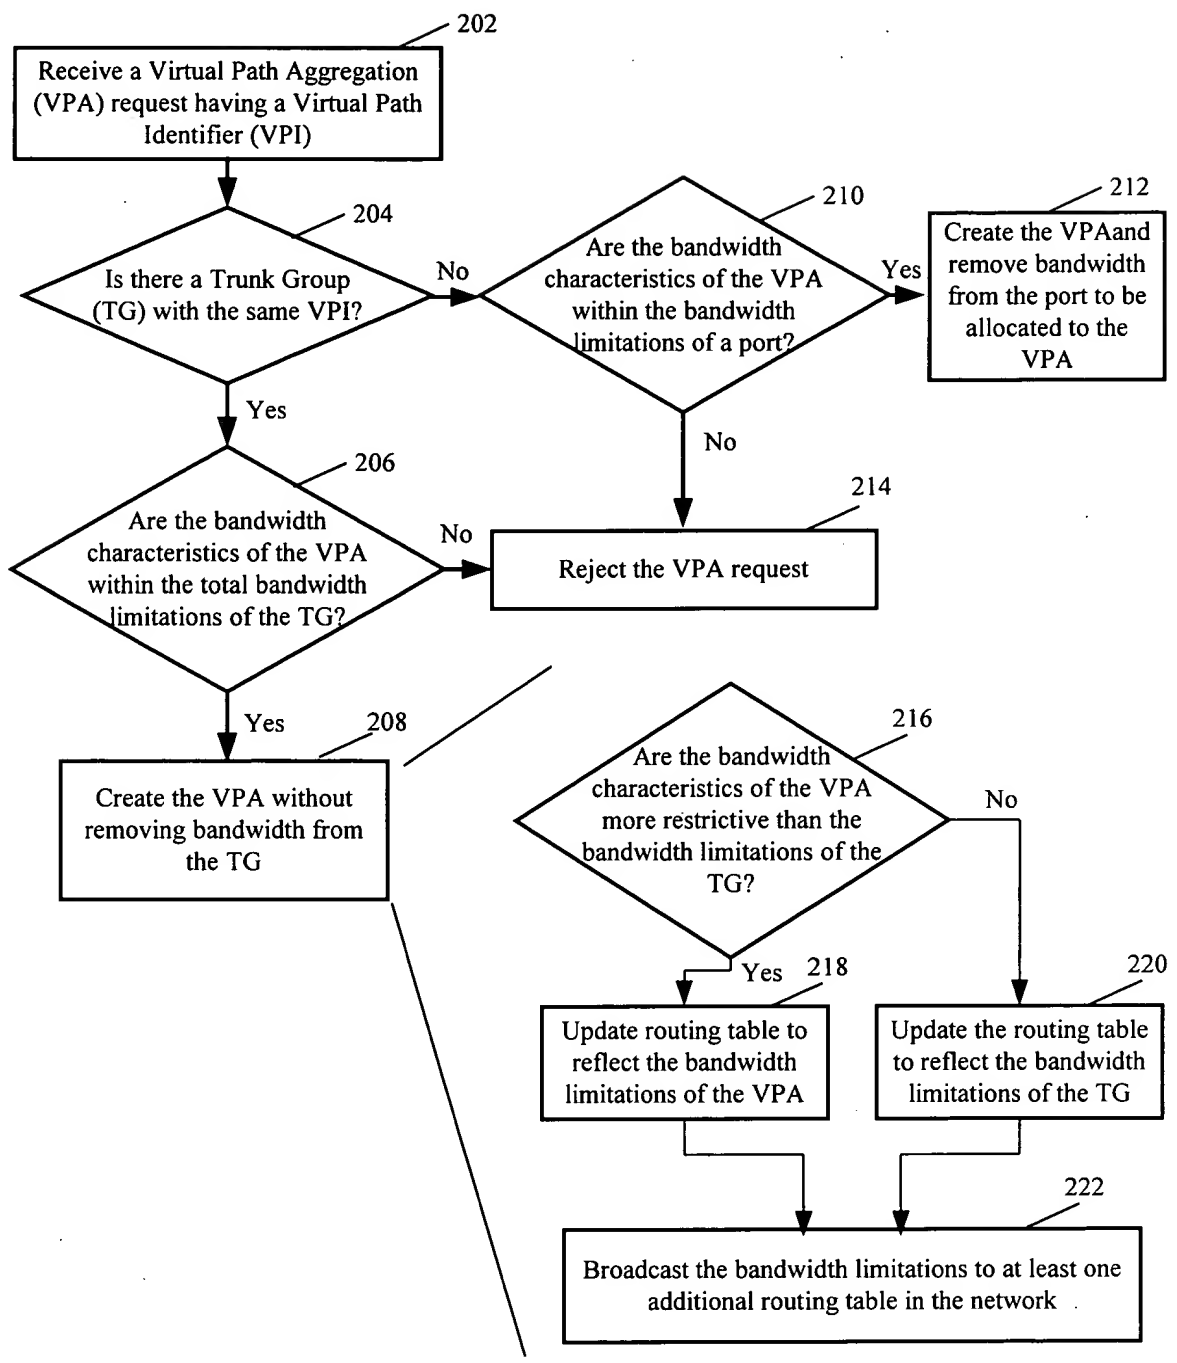 202
Receive a Virtual Path Aggregation
(VPA) request having a Virtual Path
Identifier (VPI)
204
Is there a Trunk Group
(TG) with the same VPI?
No
Yes
210
Are the bandwidth
characteristics of the VPA
within the bandwidth
limitations of a port?
Yes
No
212
Create the VPAand
remove bandwidth
from the port to be
allocated to the
VPA
206
Are the bandwidth
characteristics of the VPA
within the total bandwidth
limitations of the TG?
No
Yes
214
Reject the VPA request
208
Create the VPA without
removing bandwidth from
the TG
216
Are the bandwidth
characteristics of the VPA
more restrictive than the
bandwidth limitations of the
TG?
No
Yes
218
Update routing table to
reflect the bandwidth
limitations of the VPA
220
Update the routing table
to reflect the bandwidth
limitations of the TG
222
Broadcast the bandwidth limitations to at least one
additional routing table in the network